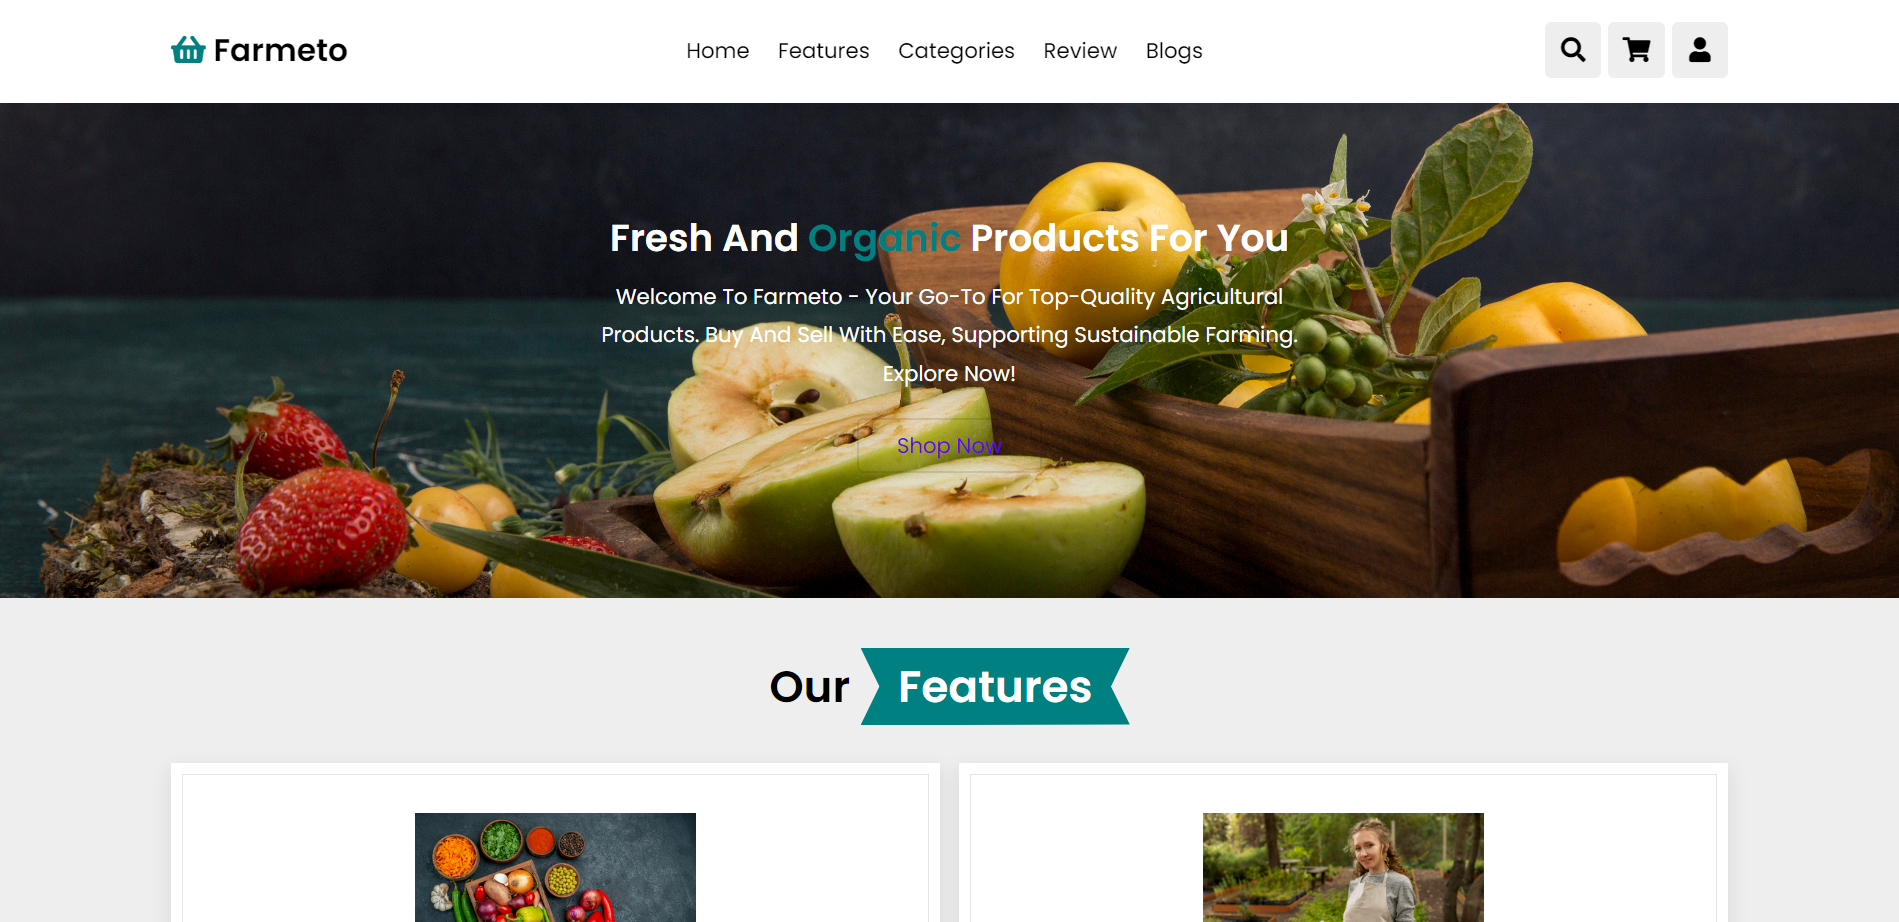 Farmeto
Home Features Categories Review Blogs
Fresh And Organic Products For You
Welcome To Farmeto - Your Go-To For Top-Quality Agricultural
Products. Buy And Sell With Ease, Supporting Sustainable Farming.
Explore Now!
Shop Now
Our Features